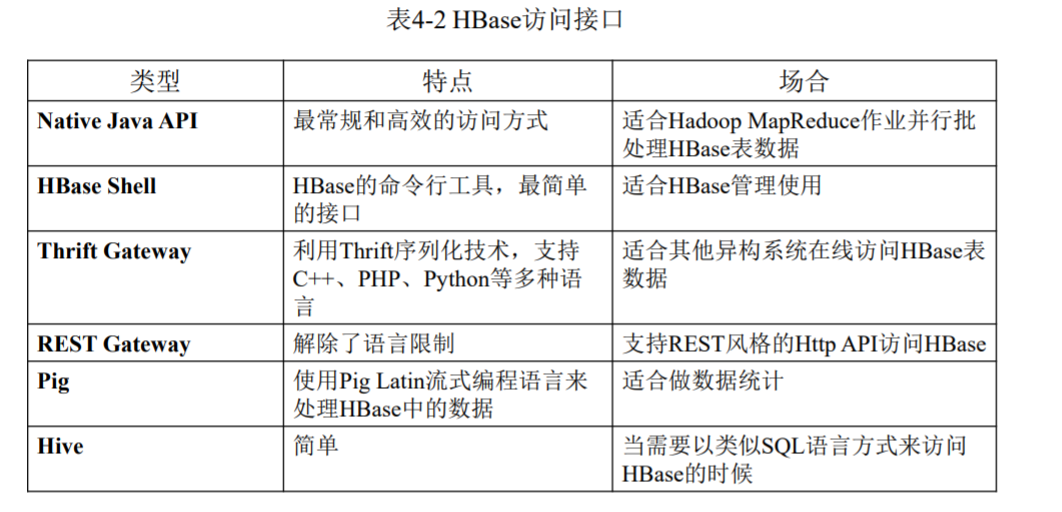 表4-2 HBase访问接口
类型 特点 场合
Native Java API 最常规和高效的访问方式 适合Hadoop MapReduce作业并行批
处理HBase表数据
HBase Shell HBase的命令行工具，最简单 适合HBase管理使用
的接口
Thrift Gateway 利用Thrift序列化技术，支持 适合其他异构系统在线访问HBase表
C++、PHP、Python等多种语 数据
言
REST Gateway 解除了语言限制 支持REST风格的Http API访问HBase
Pig 使用Pig Latin流式编程语言来 适合做数据统计
处理HBase中的数据
Hive 简单 当需要以类似SQL语言方式来访问
HBase的时候